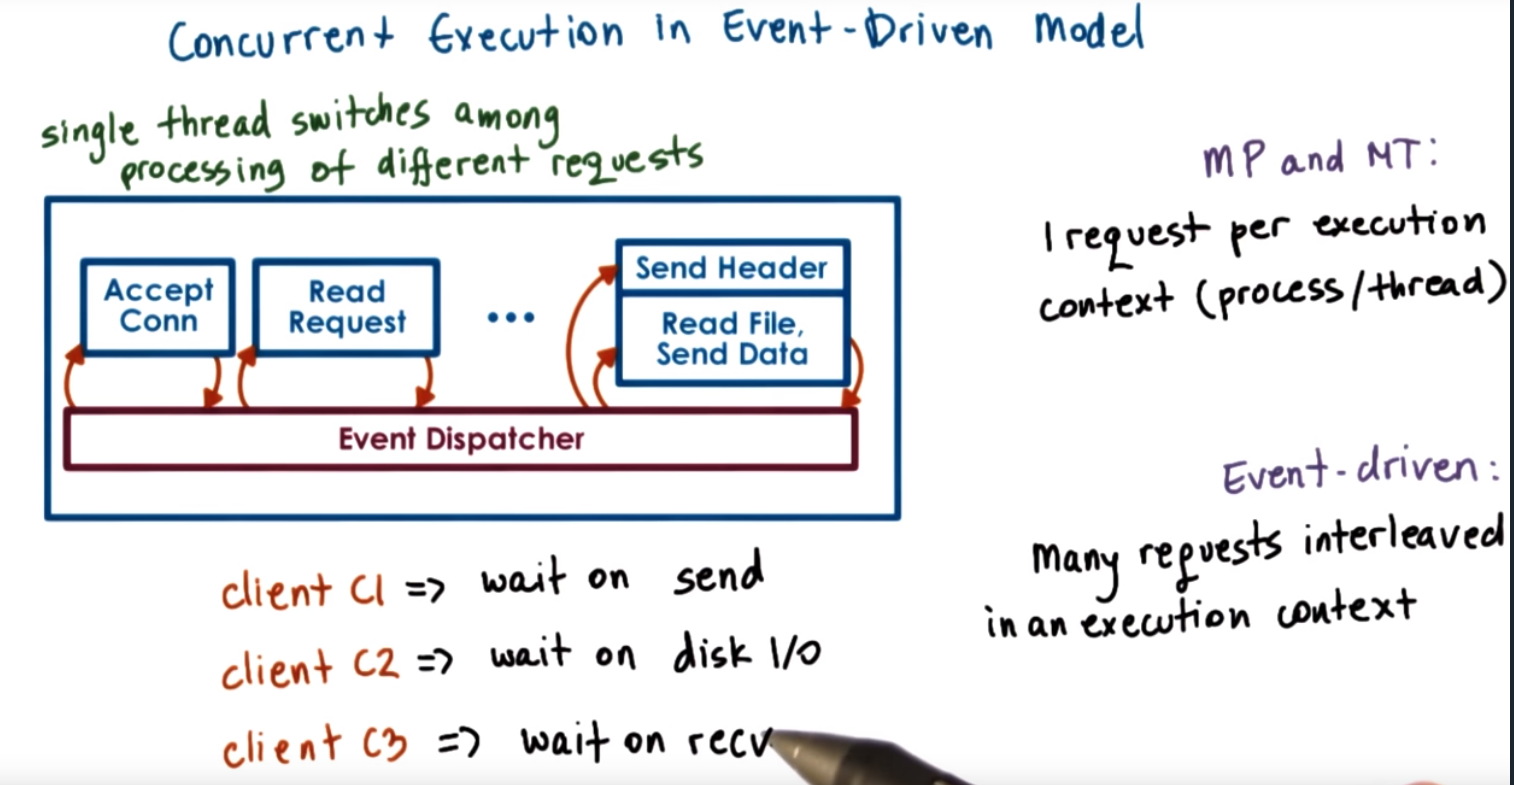 Concurrent Execution in Event-Driven Model
single thread switches among
processing of different requests
Accept
Conn
Read
Request
...
Send Header
Read File,
Send Data
Event Dispatcher
MP and MT:
1 request per execution
context (process/thread)
Event-driven:
Many requests interleaved
in an execution context
client C1 => wait on send
client C2 => wait on disk I/O
client C3 => wait on recv